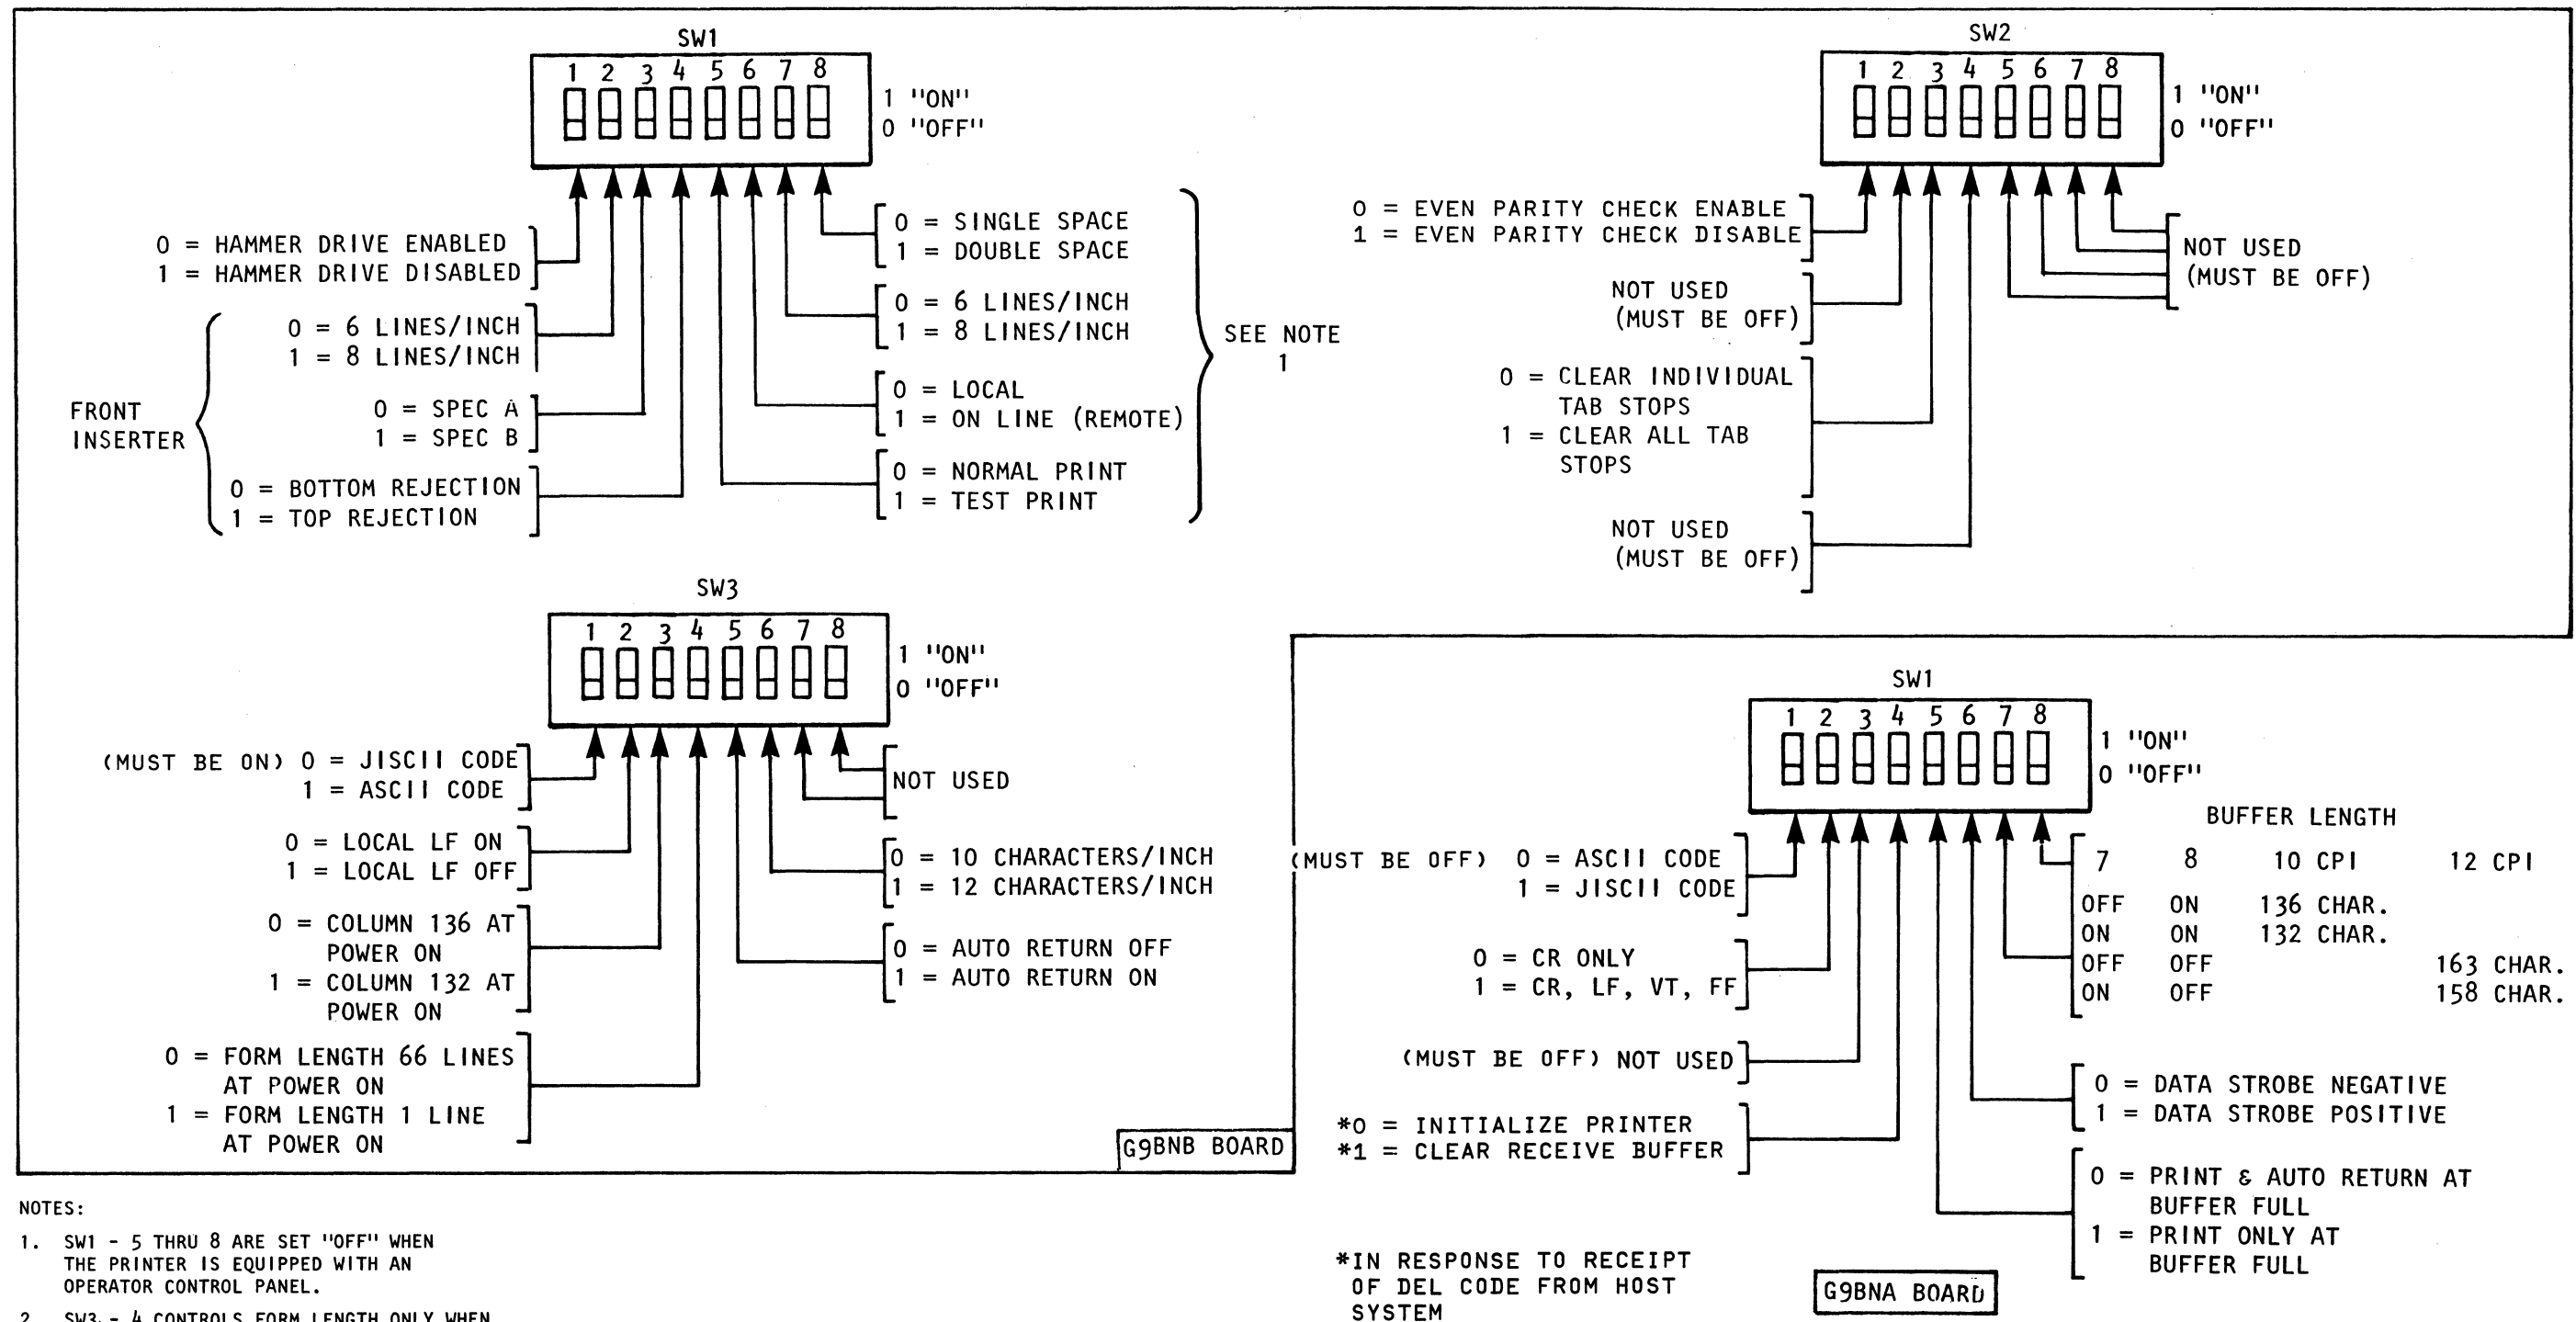 SW1
1 2 3 4 5 6 7 8
1 "ON"
0 "OFF"
0 = HAMMER DRIVE ENABLED
1 = HAMMER DRIVE DISABLED
FRONT
INSERTER
0 = 6 LINES/INCH
1 = 8 LINES/INCH
0 = SPEC A
1 = SPEC B
0 = BOTTOM REJECTION
1 = TOP REJECTION
0 = SINGLE SPACE
1 = DOUBLE SPACE
0 = 6 LINES/INCH
1 = 8 LINES/INCH
0 = LOCAL
1 = ON LINE (REMOTE)
0 = NORMAL PRINT
1 = TEST PRINT
SEE NOTE
1
SW2
1 2 3 4 5 6 7 8
1 "ON"
0 "OFF"
0 = EVEN PARITY CHECK ENABLE
1 = EVEN PARITY CHECK DISABLE
NOT USED
(MUST BE OFF)
0 = CLEAR INDIVIDUAL
TAB STOPS
1 = CLEAR ALL TAB
STOPS
NOT USED
(MUST BE OFF)
NOT USED
(MUST BE OFF)
SW3
1 2 3 4 5 6 7 8
1 "ON"
0 "OFF"
(MUST BE ON) 0 = JISCII CODE
1 = ASCII CODE
0 = LOCAL LF ON
1 = LOCAL LF OFF
0 = COLUMN 136 AT
POWER ON
1 = COLUMN 132 AT
POWER ON
0 = FORM LENGTH 66 LINES
AT POWER ON
1 = FORM LENGTH 1 LINE
AT POWER ON
NOT USED
0 = 10 CHARACTERS/INCH
1 = 12 CHARACTERS/INCH
0 = AUTO RETURN OFF
1 = AUTO RETURN ON
G9BNB BOARD
SW1
1 2 3 4 5 6 7 8
1 "ON"
0 "OFF"
(MUST BE OFF) 0 = ASCII CODE
1 = JISCII CODE
0 = CR ONLY
1 = CR, LF, VT, FF
(MUST BE OFF) NOT USED
*0 = INITIALIZE PRINTER
*1 = CLEAR RECEIVE BUFFER
BUFFER LENGTH
7 8 10 CPI 12 CPI
OFF ON 136 CHAR.
ON ON 132 CHAR.
OFF OFF 163 CHAR.
ON OFF 158 CHAR.
0 = DATA STROBE NEGATIVE
1 = DATA STROBE POSITIVE
0 = PRINT & AUTO RETURN AT
BUFFER FULL
1 = PRINT ONLY AT
BUFFER FULL
*IN RESPONSE TO RECEIPT
OF DEL CODE FROM HOST
SYSTEM
G9BNA BOARD
NOTES:
1. SW1 - 5 THRU 8 ARE SET "OFF" WHEN
THE PRINTER IS EQUIPPED WITH AN
OPERATOR CONTROL PANEL.
2. SW3 - 4 CONTROLS FORM LENGTH ONLY WHEN